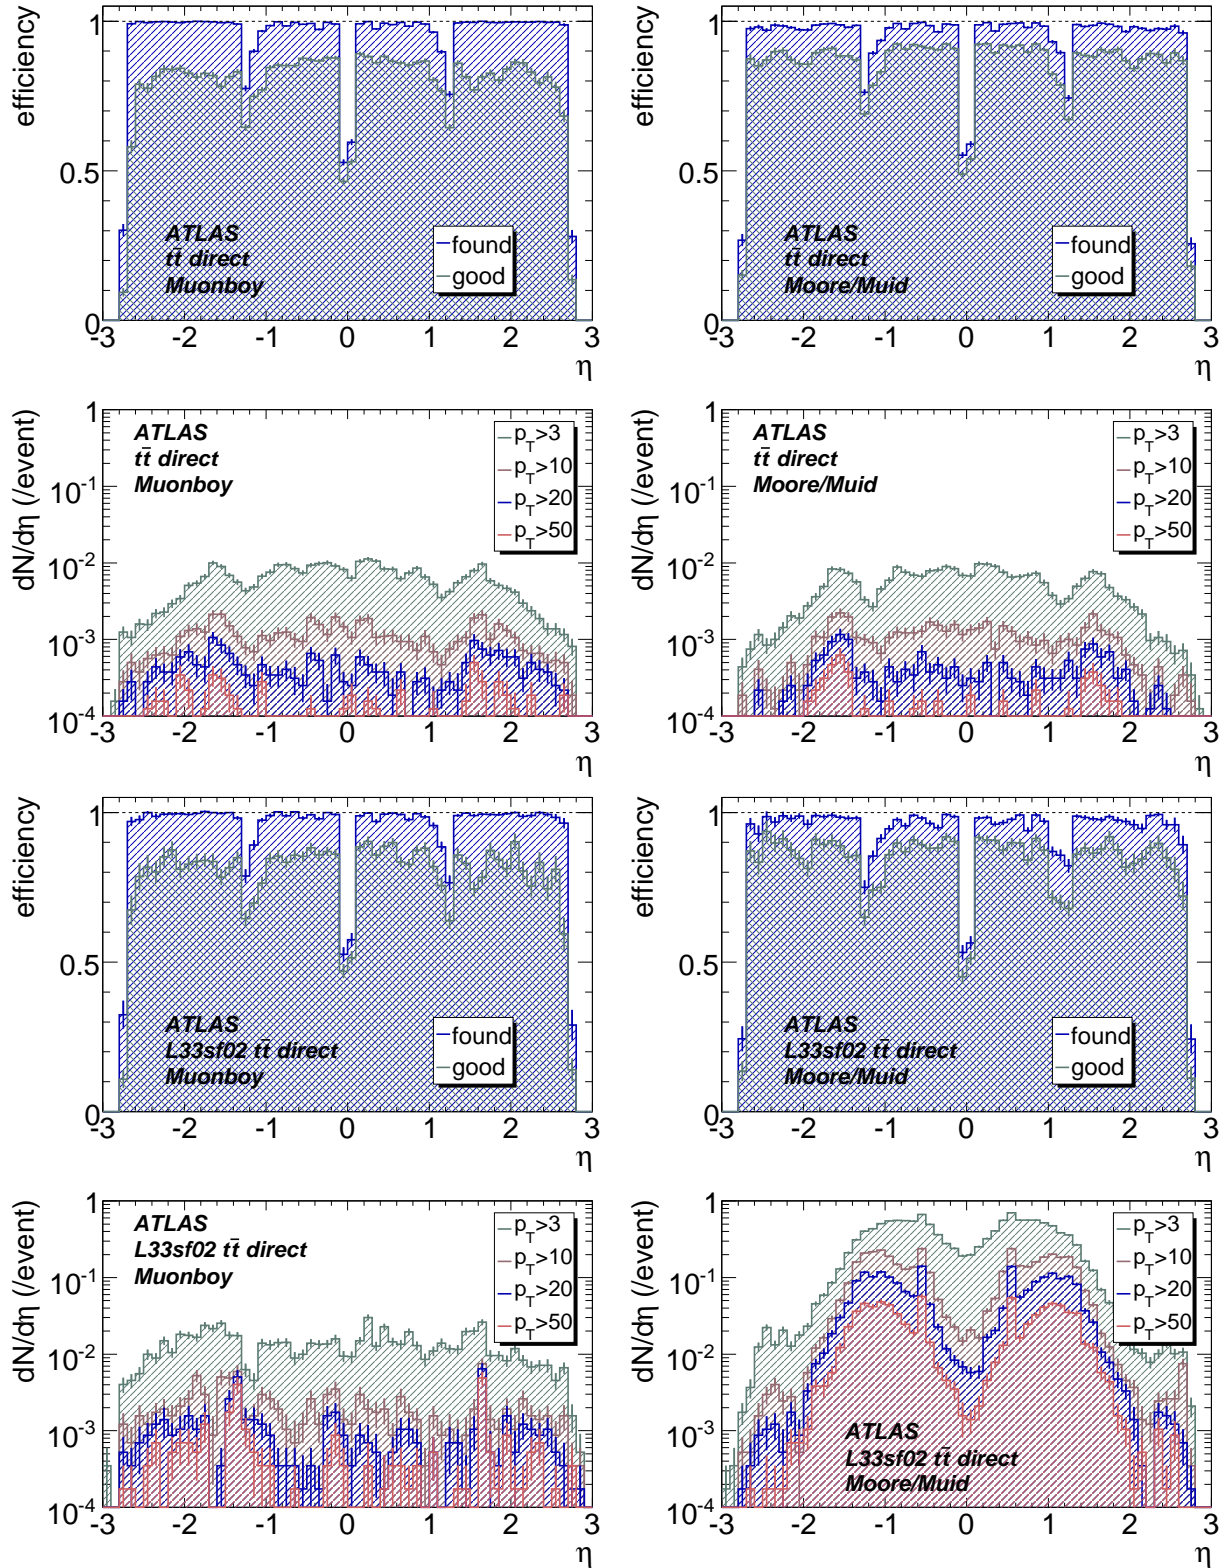 efficiency
1
0.5
0
-3 -2 -1 0 1 2 3
η
ATLAS
tt̄ direct
Muonboy
found
good
efficiency
1
0.5
0
-3 -2 -1 0 1 2 3
η
ATLAS
tt̄ direct
Moore/Muid
found
good
dN/dη (/event)
1
10⁻¹
10⁻²
10⁻³
10⁻⁴
-3 -2 -1 0 1 2 3
η
ATLAS
tt̄ direct
Muonboy
p_T>3
p_T>10
p_T>20
p_T>50
dN/dη (/event)
1
10⁻¹
10⁻²
10⁻³
10⁻⁴
-3 -2 -1 0 1 2 3
η
ATLAS
tt̄ direct
Moore/Muid
p_T>3
p_T>10
p_T>20
p_T>50
efficiency
1
0.5
0
-3 -2 -1 0 1 2 3
η
ATLAS
L33sf02 tt̄ direct
Muonboy
found
good
efficiency
1
0.5
0
-3 -2 -1 0 1 2 3
η
ATLAS
L33sf02 tt̄ direct
Moore/Muid
found
good
dN/dη (/event)
1
10⁻¹
10⁻²
10⁻³
10⁻⁴
-3 -2 -1 0 1 2 3
η
ATLAS
L33sf02 tt̄ direct
Muonboy
p_T>3
p_T>10
p_T>20
p_T>50
dN/dη (/event)
1
10⁻¹
10⁻²
10⁻³
10⁻⁴
-3 -2 -1 0 1 2 3
η
ATLAS
L33sf02 tt̄ direct
Moore/Muid
p_T>3
p_T>10
p_T>20
p_T>50